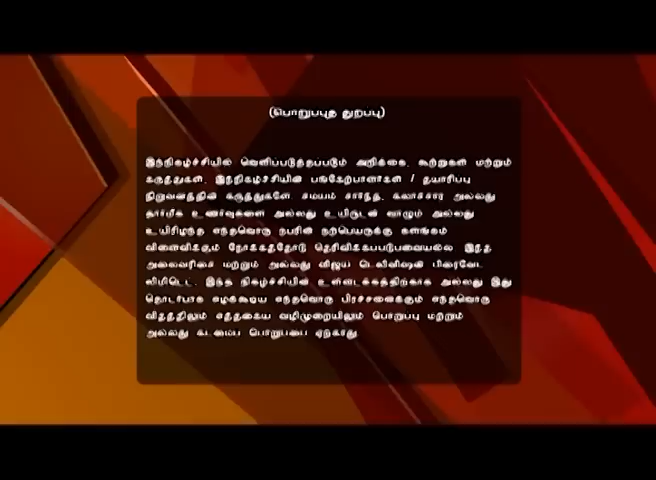 (பொறுப்புத் துறப்பு)
இந்நிகழ்ச்சியில் வெளிப்படுத்தப்படும் அறிக்கை, கூற்றுகள் மற்றும்
கருத்துகள், இந்நிகழ்ச்சியின் பங்கேற்பாளர்கள் / தயாரிப்பு
நிறுவனத்தின் கருத்துகளே. சமயம் சார்ந்த, கலாச்சார அல்லது
தார்மீக உணர்வுகளை அல்லது உயிருடன் வாழும் அல்லது
உயிரிழந்த எந்தவொரு நபரின் நற்பெயருக்கு களங்கம்
விளைவிக்கும் நோக்கத்தோடு தெரிவிக்கப்படுபவையல்ல. இந்த
அலைவரிசை மற்றும் அல்லது விஜய் டெலிவிஷன் பிரைவேட்
லிமிடெட், இந்த நிகழ்ச்சியின் உள்ளடக்கத்திற்காக அல்லது இது
தொடர்பாக எழக்கூடிய எந்தவொரு பிரச்சனைக்கும் எந்தவொரு
விதத்திலும் எத்தகைய வழிமுறையிலும் பொறுப்பு மற்றும்
அல்லது கடமைப் பொறுப்பை ஏற்காது.